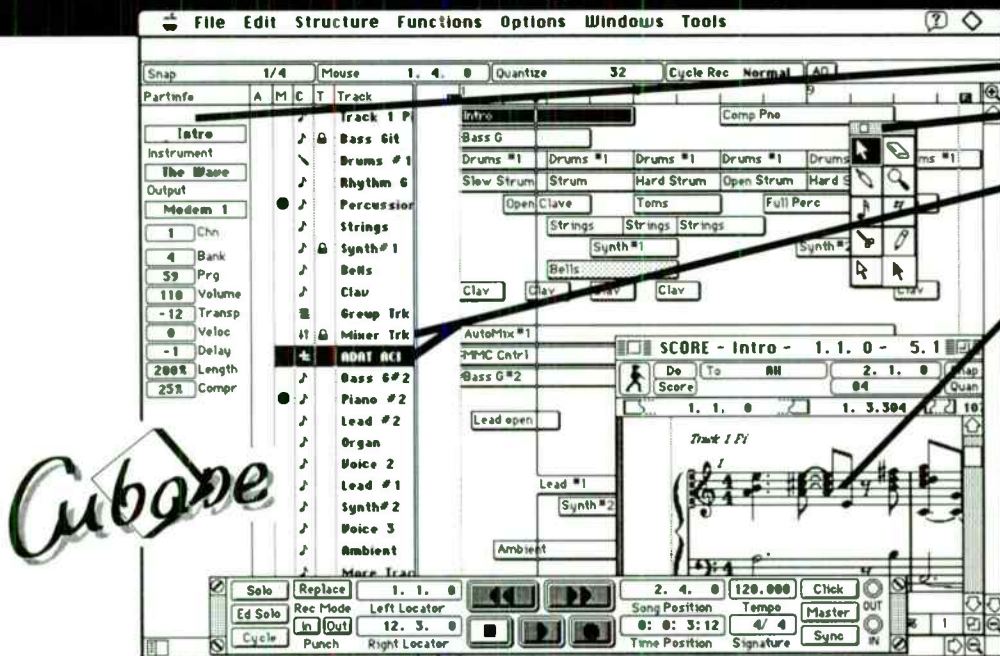 File Edit Structure Functions Options Windows Tools
Snap 1/4 Mouse 1. 4. 0 Quantize 32 Cycle Rec Normal
Partinfo A M C T Track 1 9
Intro
Instrument
The Wave
Output
Modem 1
1 Chn
4 Bank
39 Prg
110 Volume
-12 Transp
0 Veloc
-1 Delay
200% Length
25% Compr
Track 1 Intro Comp Pno
Bass Git Bass G
Drums #1 Drums #1 Drums #1 Drums #1 Drums #1
Rhythm G Slow Strum Strum Hard Strum Open Strum Hard
Percussion Open Clave Toms Full Perc
Strings Strings Strings Strings
Synth#1 Synth#1
Bells Bells
Clav Clav Clav Clav Clav Clav
Group Trk
Mixer Trk AutoMix#1
ADAT ACI MMC Cntrl
Bass G#2 Bass G#2
Piano #2
Lead #2 Lead open
Organ
Voice 2
Lead #1 Lead #1
Synth#2 Synth#2
Voice 3
Ambient Ambient
SCORE - Intro - 1. 1. 0 - 5. 1
Do To 2. 1. 0 Snap
Score Quan
1. 1. 0 1. 3.304
Cubase
Solo Replace 1. 1. 0 2. 4. 0 120.000 Click
Ed Solo Rec Mode Left Locator Song Position Tempo Master OUT
Cycle In Out 12. 3. 0 0: 0: 3:12 4/ 4 Sync IN
Punch Right Locator Time Position Signature